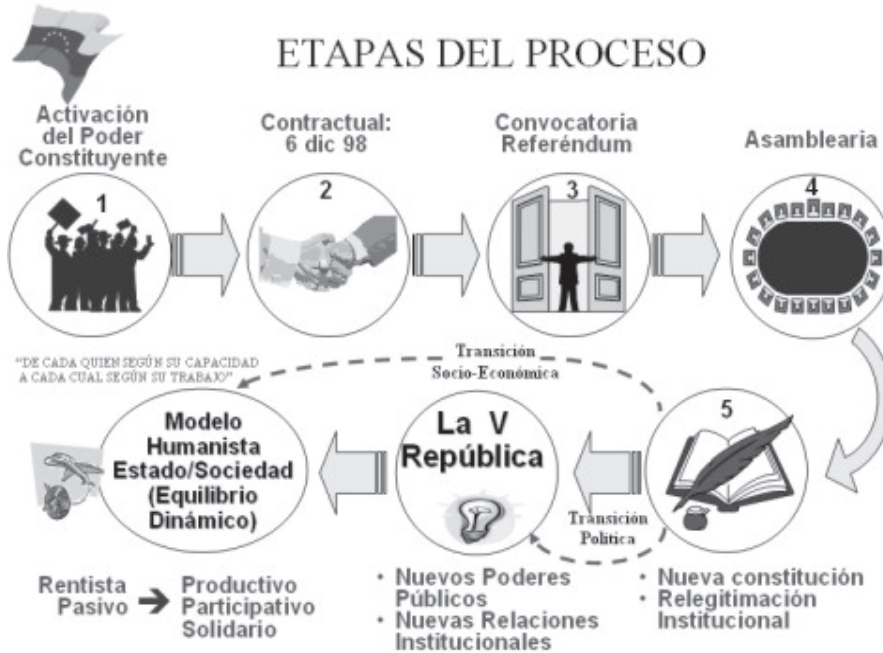 ETAPAS DEL PROCESO
Activación
del Poder
Constituyente
1
Contractual:
6 dic 98
2
Convocatoria
Referéndum
3
Asamblearia
4
"DE CADA QUIEN SEGÚN SU CAPACIDAD
A CADA CUAL SEGÚN SU TRABAJO"
Transición
Socio-Económica
5
Nueva constitución
Relegitimación
Institucional
Transición
Política
La V
República
Nuevos Poderes
Públicos
Nuevas Relaciones
Institucionales
Modelo
Humanista
Estado/Sociedad
(Equilibrio
Dinámico)
Rentista
Pasivo
Productivo
Participativo
Solidario